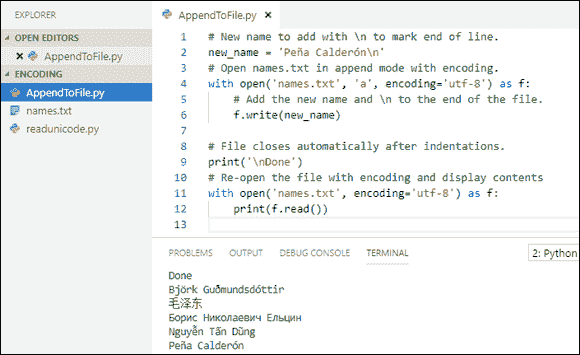 EXPLORER
OPEN EDITORS
AppendToFile.py
ENCODING
AppendToFile.py
names.txt
readunicode.py
AppendToFile.py
1 # New name to add with \n to mark end of line.
2 new_name = 'Peña Calderón\n'
3 # Open names.txt in append mode with encoding.
4 with open('names.txt', 'a', encoding='utf-8') as f:
5 # Add the new name and \n to the end of the file.
6 f.write(new_name)
7
8 # File closes automatically after indentations.
9 print('\nDone')
10 # Re-open the file with encoding and display contents
11 with open('names.txt', encoding='utf-8') as f:
12 print(f.read())
13
PROBLEMS OUTPUT DEBUG CONSOLE TERMINAL 2: Python
Done
Björk Guðmundsdóttir
毛泽东
Борис Николаевич Ельцин
Nguyễn Tấn Dũng
Peña Calderón